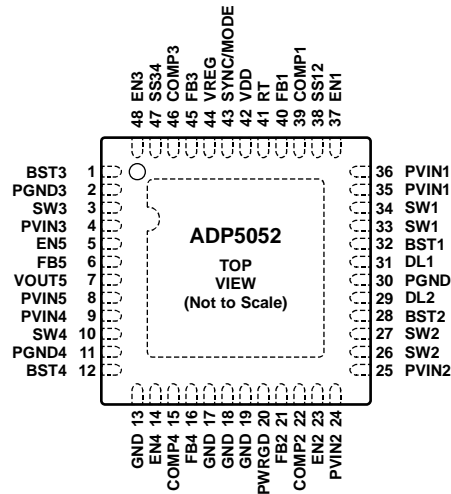 48 EN3
47 SS34
46 COMP3
45 FB3
44 VREG
43 SYNC/MODE
42 VDD
41 RT
40 FB1
39 COMP1
38 SS12
37 EN1
BST3 1
PGND3 2
SW3 3
PVIN3 4
EN5 5
FB5 6
VOUT5 7
PVIN5 8
PVIN4 9
SW4 10
PGND4 11
BST4 12
ADP5052
TOP
VIEW
(Not to Scale)
36 PVIN1
35 PVIN1
34 SW1
33 SW1
32 BST1
31 DL1
30 PGND
29 DL2
28 BST2
27 SW2
26 SW2
25 PVIN2
GND 13
EN4 14
COMP4 15
FB4 16
GND 17
GND 18
GND 19
PWRGD 20
FB2 21
COMP2 22
EN2 23
PVIN2 24